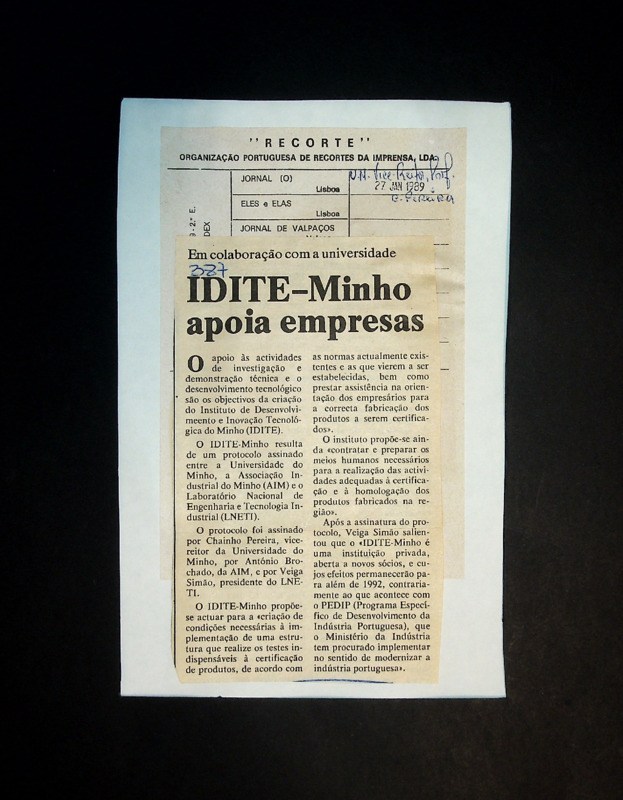 "RECORTE"
ORGANIZAÇÃO PORTUGUESA DE RECORTES DA IMPRENSA, LDA.
JORNAL (O)
Lisboa
27 JAN 1989
ELES e ELAS
Lisboa
JORNAL DE VALPAÇOS
9-2.º E.
DEX
Em colaboração com a universidade
387
IDITE-Minho
apoia empresas
O apoio às actividades
de investigação e
demonstração técnica e o
desenvolvimento tecnológico
são os objectivos da criação
do Instituto de Desenvolvi-
meento e Inovação Tecnoló-
gica do Minho (IDITE).
O IDITE-Minho resulta
de um protocolo assinado
entre a Universidade do
Minho, a Associação In-
dustrial do Minho (AIM) e o
Laboratório Nacional de
Engenharia e Tecnologia In-
dustrial (LNETI).
O protocolo foi assinado
por Chainho Pereira, vice-
reitor da Universidade do
Minho, por António Bro-
chado, da AIM, e por Veiga
Simão, presidente do LNE-
TI.
O IDITE-Minho propõe-
se actuar para a «criação de
condições necessárias à im-
plementação de uma estru-
tura que realize os testes in-
dispensáveis à certificação
de produtos, de acordo com
as normas actualmente exis-
tentes e as que vierem a ser
estabelecidas, bem como
prestar assistência na orien-
tação dos empresários para
a correcta fabricação dos
produtos a serem certifica-
dos».
O instituto propõe-se ain-
da «contratar e preparar os
meios humanos necessários
para a realização das activi-
dades adequadas à certifica-
ção e à homologação dos
produtos fabricados na re-
gião».
Após a assinatura do pro-
tocolo, Veiga Simão salien-
tou que o «IDITE-Minho é
uma instituição privada,
aberta a novos sócios, e cu-
jos efeitos permanecerão pa-
ra além de 1992, contraria-
mente ao que acontece com
o PEDIP (Programa Especí-
fico de Desenvolvimento da
Indústria Portuguesa), que
o Ministério da Indústria
tem procurado implementar
no sentido de modernizar a
indústria portuguesa».